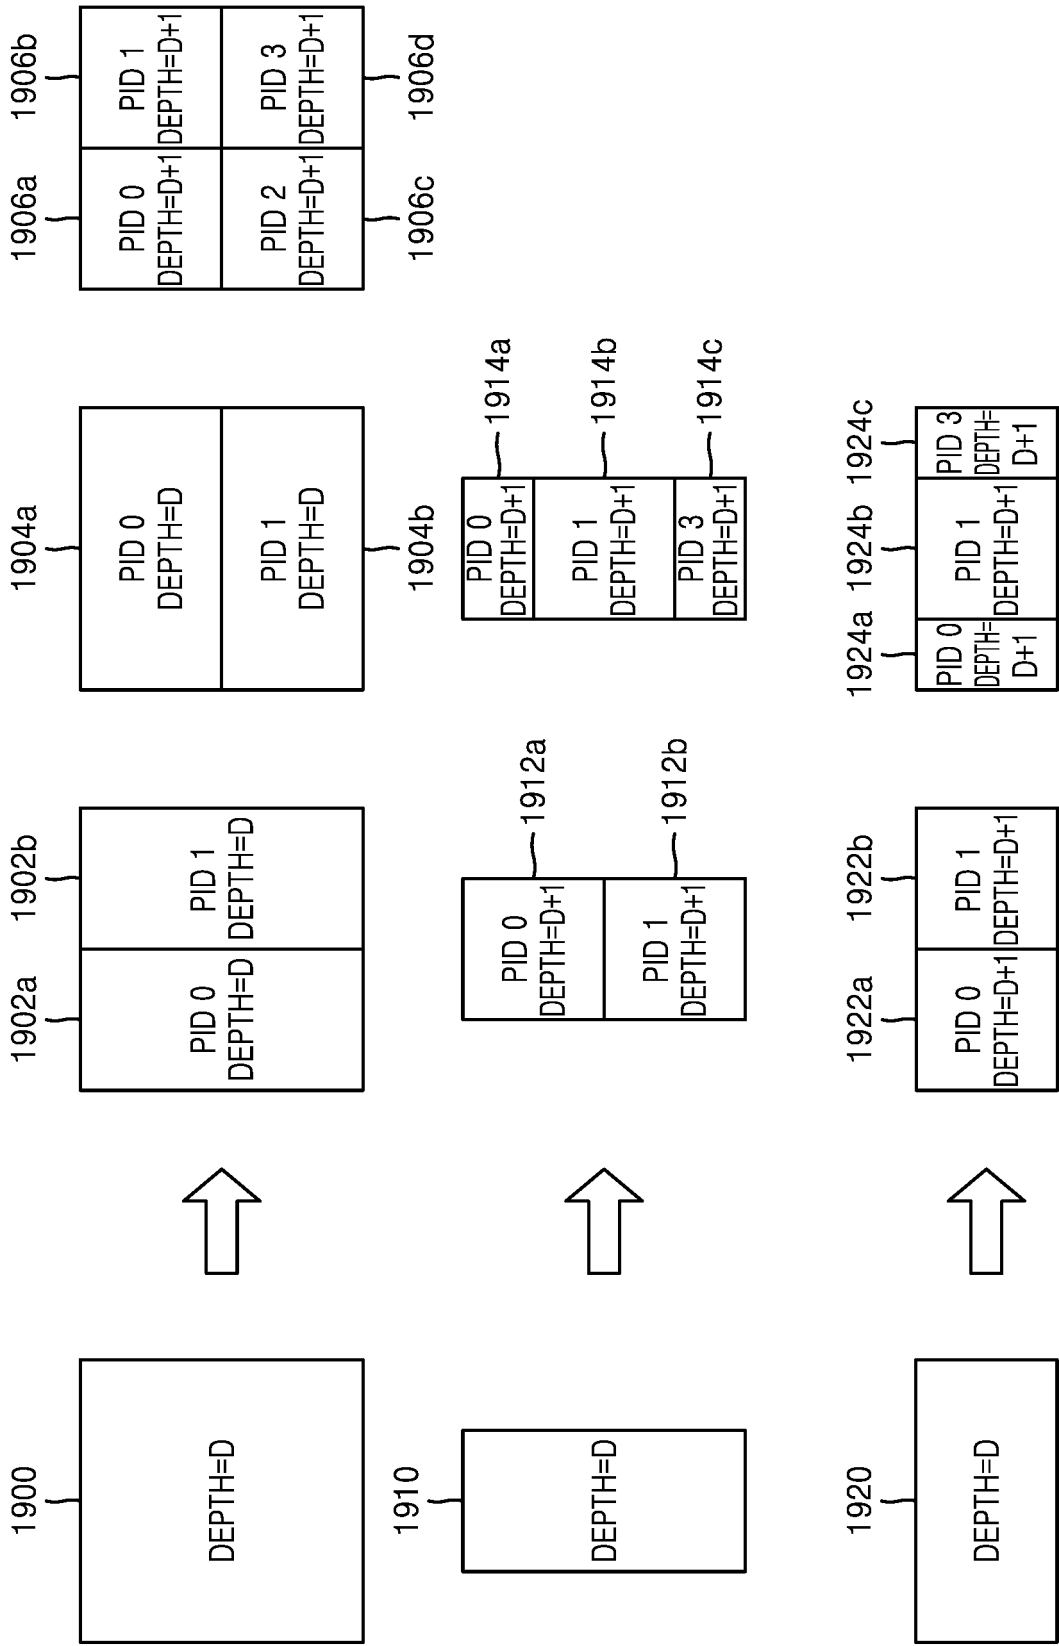 1900
DEPTH=D
1902a
1902b
PID 0
DEPTH=D
PID 1
DEPTH=D
1904a
PID 0
DEPTH=D
PID 1
DEPTH=D
1904b
1906a
1906b
PID 0
DEPTH=D+1
PID 1
DEPTH=D+1
PID 2
DEPTH=D+1
PID 3
DEPTH=D+1
1906c
1906d
1910
DEPTH=D
PID 0
DEPTH=D+1
1912a
PID 1
DEPTH=D+1
1912b
PID 0
DEPTH=D+1
1914a
PID 1
DEPTH=D+1
1914b
PID 3
DEPTH=D+1
1914c
1920
DEPTH=D
1922a
1922b
PID 0
DEPTH=D+1
PID 1
DEPTH=D+1
1924a
1924b
1924c
PID 0
DEPTH=
D+1
PID 1
DEPTH=D+1
PID 3
DEPTH=
D+1